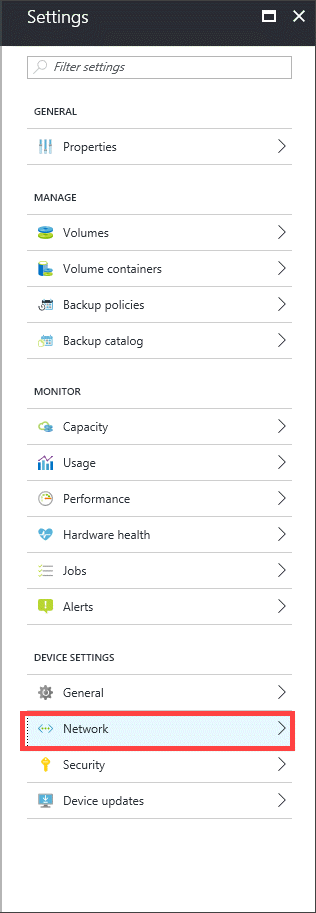 Settings
Filter settings
GENERAL
Properties
MANAGE
Volumes
Volume containers
Backup policies
Backup catalog
MONITOR
Capacity
Usage
Performance
Hardware health
Jobs
Alerts
DEVICE SETTINGS
General
Network
Security
Device updates